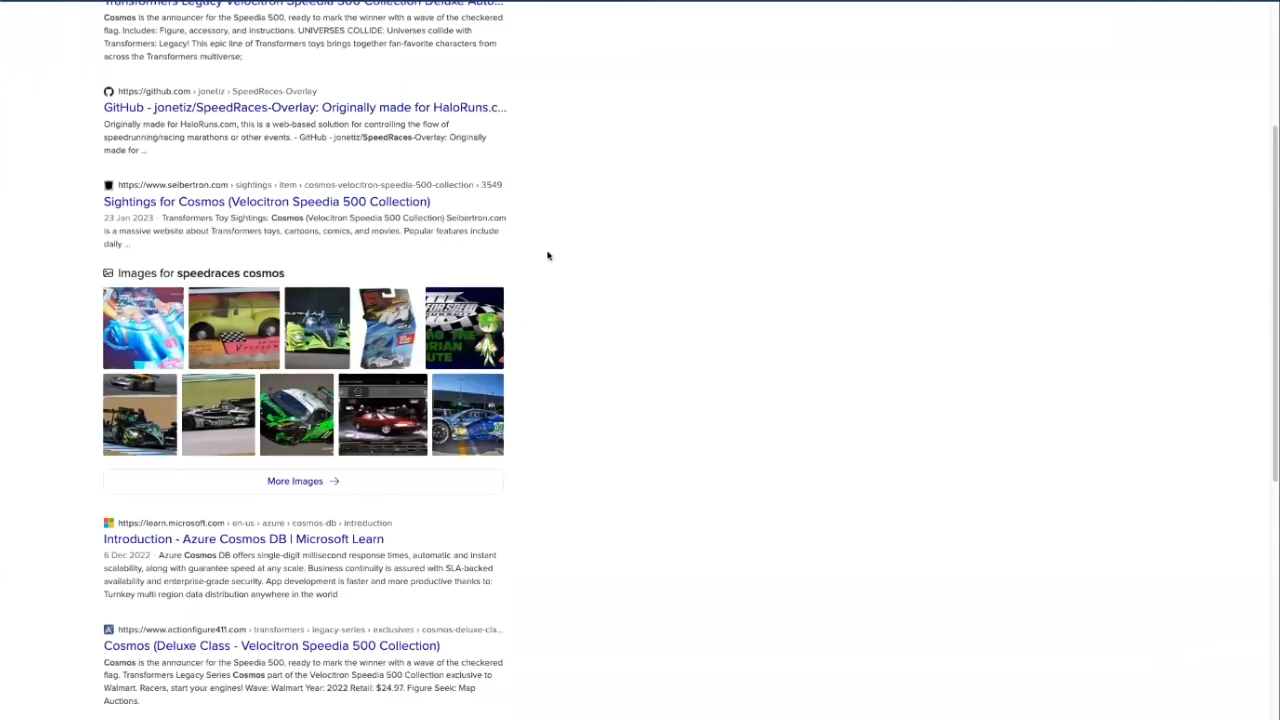 Transformers Legacy Velocitron Speedia 500 Collection Deluxe Auto...
Cosmos is the announcer for the Speedia 500, ready to mark the winner with a wave of the checkered
flag. Includes: Figure, accessory, and instructions. UNIVERSES COLLIDE: Universes collide with
Transformers: Legacy! This epic line of Transformers toys brings together fan-favorite characters from
across the Transformers multiverse;
https://github.com › jonetiz › SpeedRaces-Overlay
GitHub - jonetiz/SpeedRaces-Overlay: Originally made for HaloRuns.c...
Originally made for HaloRuns.com, this is a web-based solution for controlling the flow of
speedrunning/racing marathons or other events. - GitHub - jonetiz/SpeedRaces-Overlay: Originally
made for ...
https://www.seibertron.com › sightings › item › cosmos-velocitron-speedia-500-collection › 3549
Sightings for Cosmos (Velocitron Speedia 500 Collection)
23 Jan 2023 · Transformers Toy Sightings: Cosmos (Velocitron Speedia 500 Collection) Seibertron.com
is a massive website about Transformers toys, cartoons, comics, and movies. Popular features include
daily ...
Images for speedraces cosmos
More Images →
https://learn.microsoft.com › en-us › azure › cosmos-db › introduction
Introduction - Azure Cosmos DB | Microsoft Learn
6 Dec 2022 · Azure Cosmos DB offers single-digit millisecond response times, automatic and instant
scalability, along with guarantee speed at any scale. Business continuity is assured with SLA-backed
availability and enterprise-grade security. App development is faster and more productive thanks to:
Turnkey multi region data distribution anywhere in the world
https://www.actionfigure411.com › transformers › legacy-series › exclusives › cosmos-deluxe-cla...
Cosmos (Deluxe Class - Velocitron Speedia 500 Collection)
Cosmos is the announcer for the Speedia 500, ready to mark the winner with a wave of the checkered
flag. Transformers Legacy Series Cosmos part of the Velocitron Speedia 500 Collection exclusive to
Walmart. Racers, start your engines! Wave: Walmart Year: 2022 Retail: $24.97. Figure Seek: Map
Auctions.